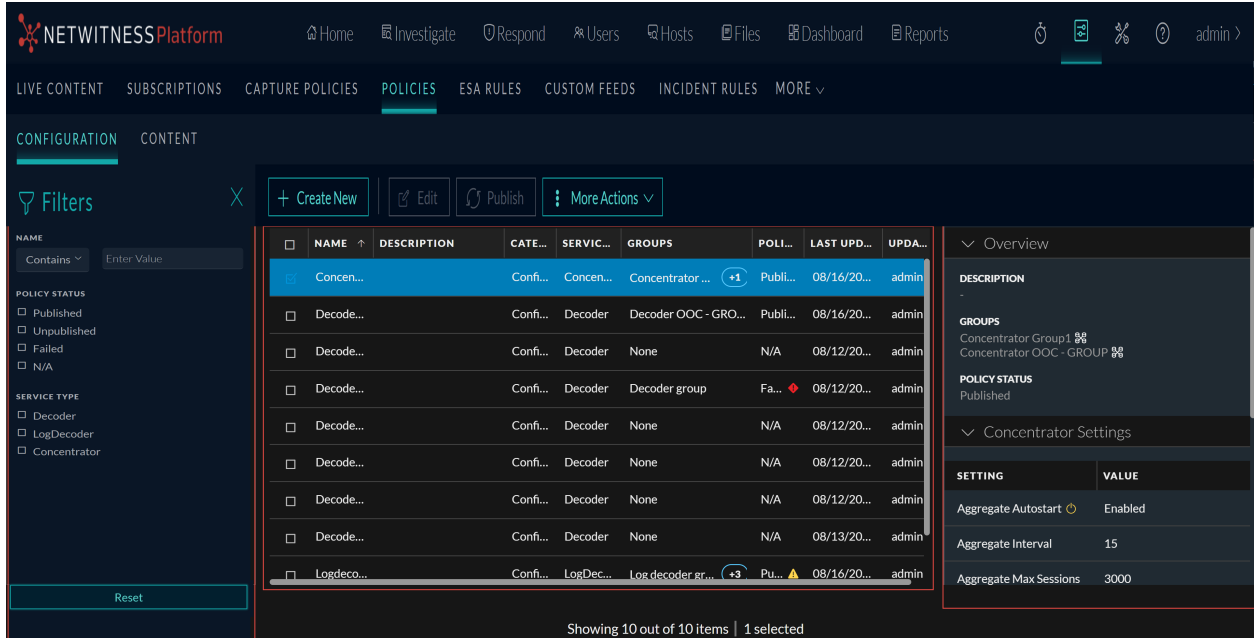 NETWITNESS Platform Home Investigate Respond Users Hosts Files Dashboard Reports admin
LIVE CONTENT SUBSCRIPTIONS CAPTURE POLICIES POLICIES ESA RULES CUSTOM FEEDS INCIDENT RULES MORE
CONFIGURATION CONTENT
Filters
NAME
Contains Enter Value
POLICY STATUS
Published
Unpublished
Failed
N/A
SERVICE TYPE
Decoder
LogDecoder
Concentrator
Reset
+ Create New Edit Publish More Actions
NAME ↑ DESCRIPTION CATE... SERVIC... GROUPS POLI... LAST UPD... UPDA...
Concen... Confi... Concen... Concentrator ... +1 Publi... 08/16/20... admin
Decode... Confi... Decoder Decoder OOC - GRO... Publi... 08/16/20... admin
Decode... Confi... Decoder None N/A 08/12/20... admin
Decode... Confi... Decoder Decoder group Fa... 08/12/20... admin
Decode... Confi... Decoder None N/A 08/12/20... admin
Decode... Confi... Decoder None N/A 08/12/20... admin
Decode... Confi... Decoder None N/A 08/12/20... admin
Decode... Confi... Decoder None N/A 08/13/20... admin
Logdeco... Confi... LogDec... Log decoder gr... +3 Pu... 08/16/20... admin
Showing 10 out of 10 items | 1 selected
Overview
DESCRIPTION
-
GROUPS
Concentrator Group1
Concentrator OOC - GROUP
POLICY STATUS
Published
Concentrator Settings
SETTING VALUE
Aggregate Autostart Enabled
Aggregate Interval 15
Aggregate Max Sessions 3000